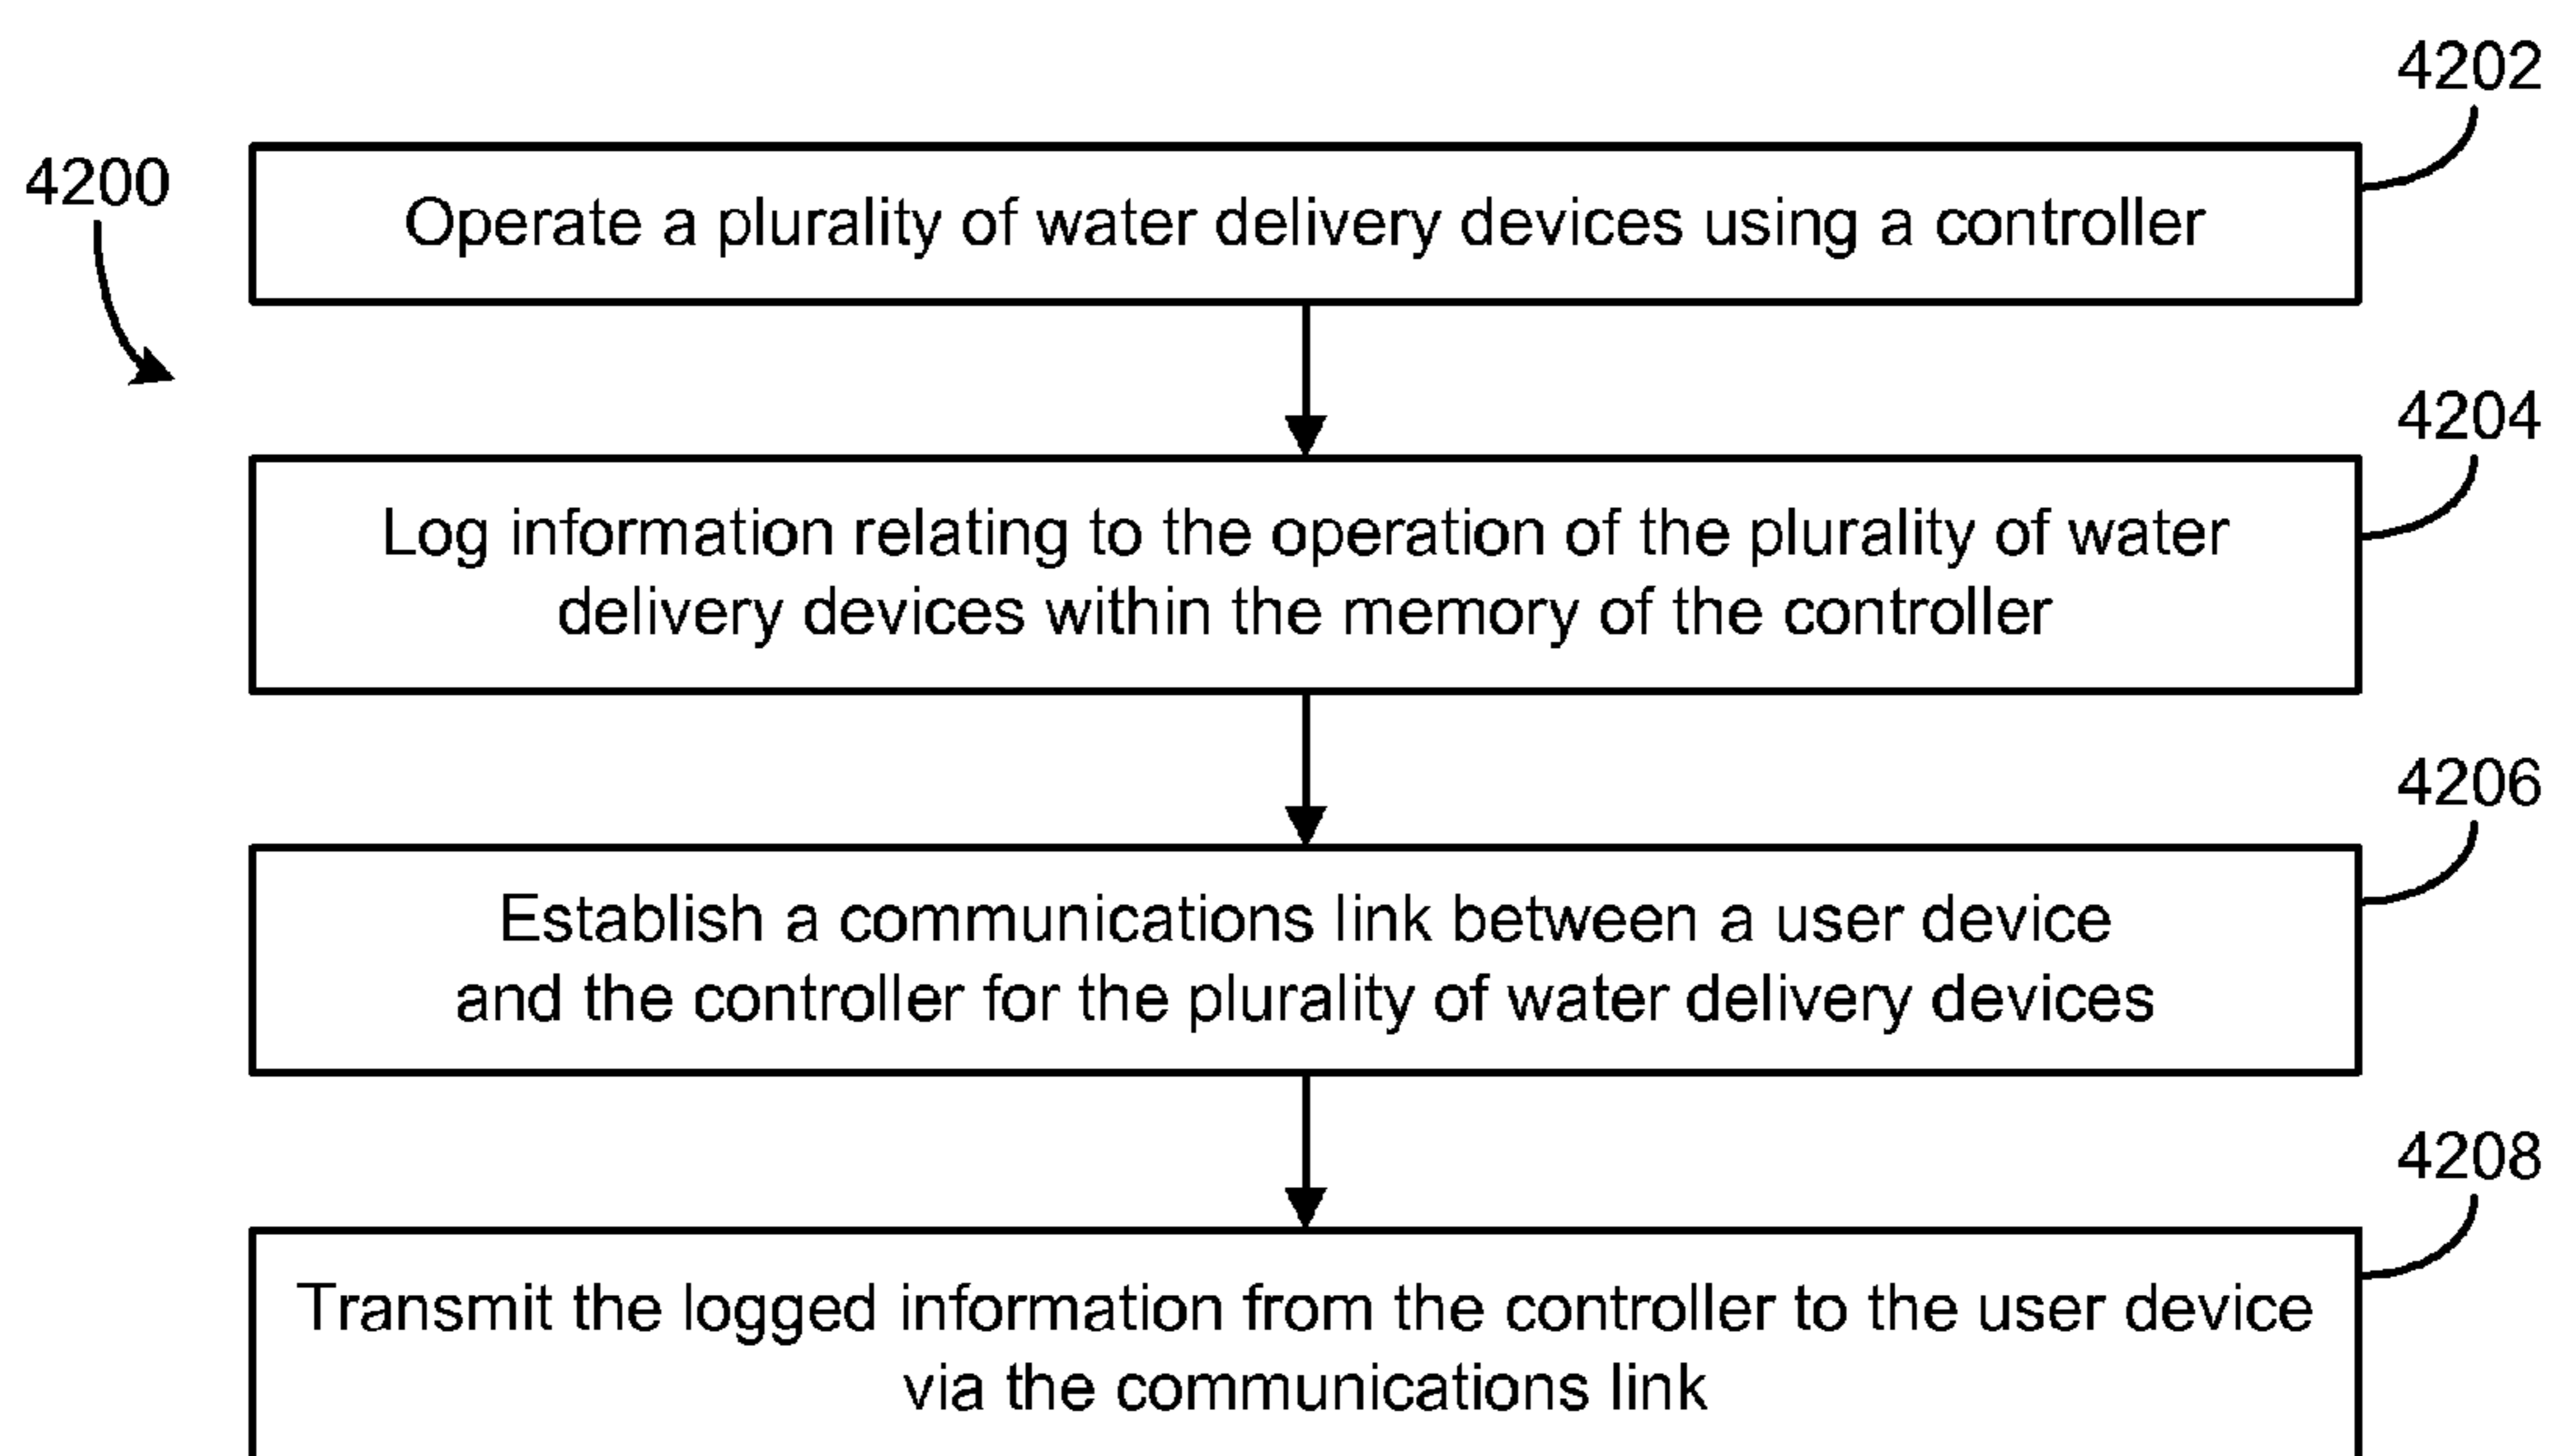 4202
4200
Operate a plurality of water delivery devices using a controller
4204
Log information relating to the operation of the plurality of water
delivery devices within the memory of the controller
4206
Establish a communications link between a user device
and the controller for the plurality of water delivery devices
4208
Transmit the logged information from the controller to the user device
via the communications link